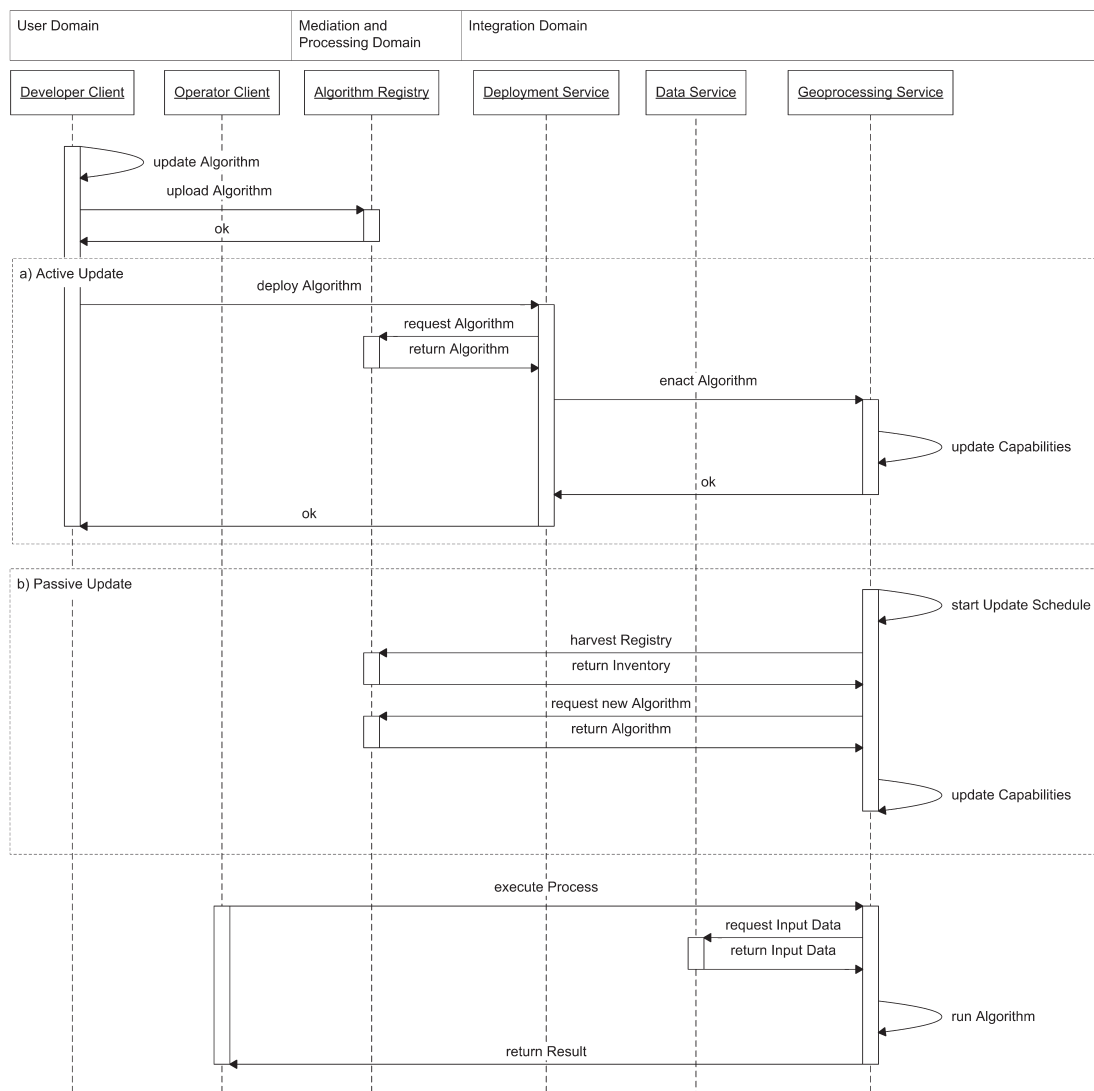 User Domain
Mediation and
Processing Domain
Integration Domain
Developer Client
Operator Client
Algorithm Registry
Deployment Service
Data Service
Geoprocessing Service
update Algorithm
upload Algorithm
ok
a) Active Update
deploy Algorithm
request Algorithm
return Algorithm
enact Algorithm
update Capabilities
ok
ok
b) Passive Update
start Update Schedule
harvest Registry
return Inventory
request new Algorithm
return Algorithm
update Capabilities
execute Process
request Input Data
return Input Data
run Algorithm
return Result